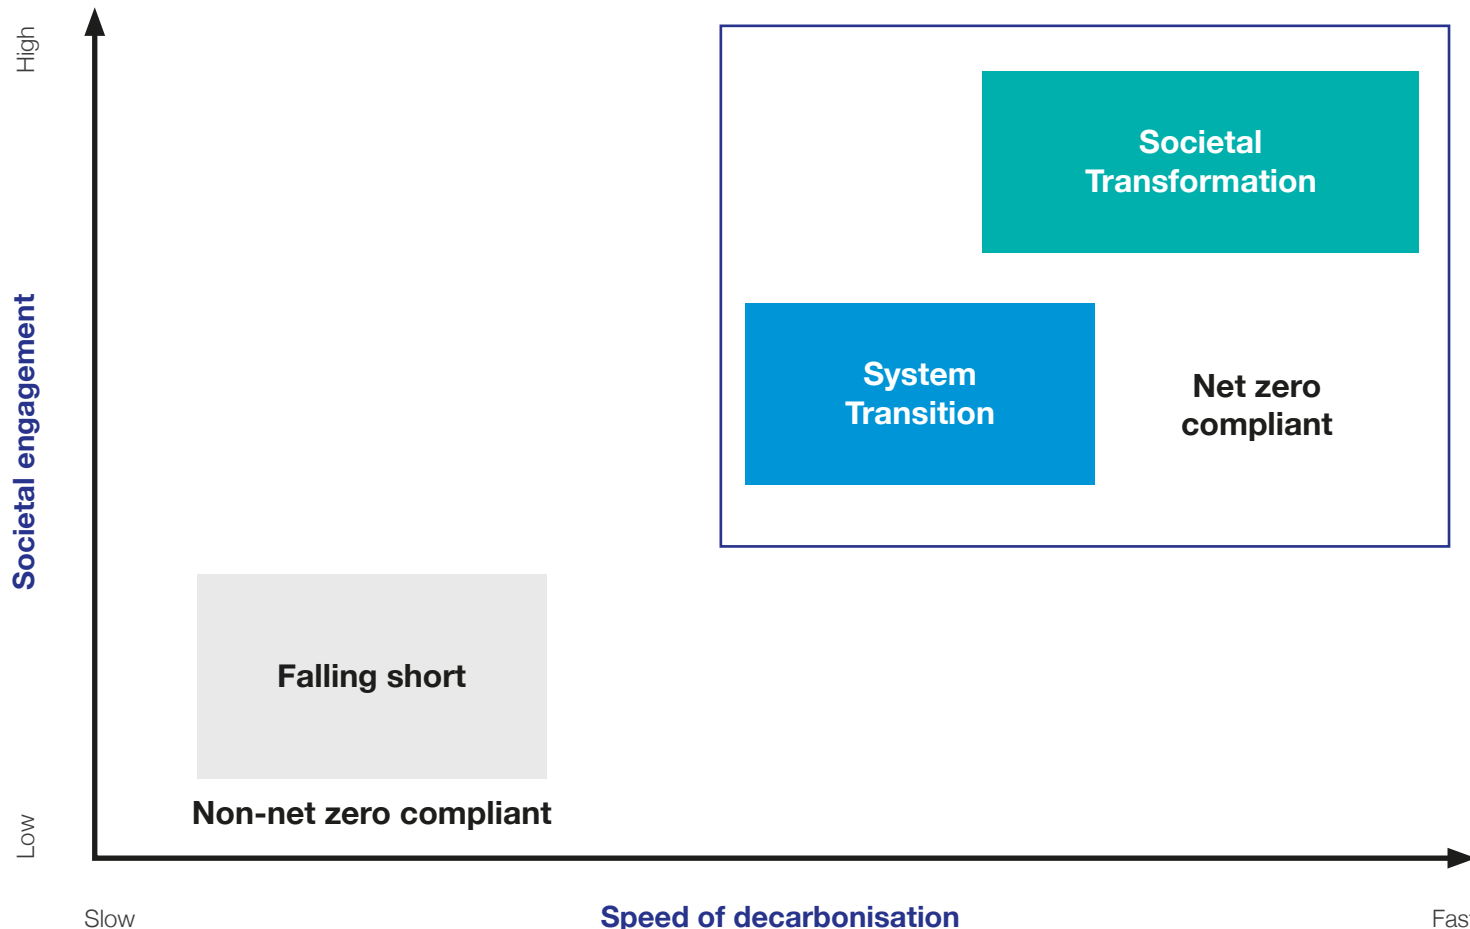 High
Societal
Transformation
Societal engagement
System
Transition
Net zero
compliant
Falling short
Non-net zero compliant
Low
Slow
Speed of decarbonisation
Fast